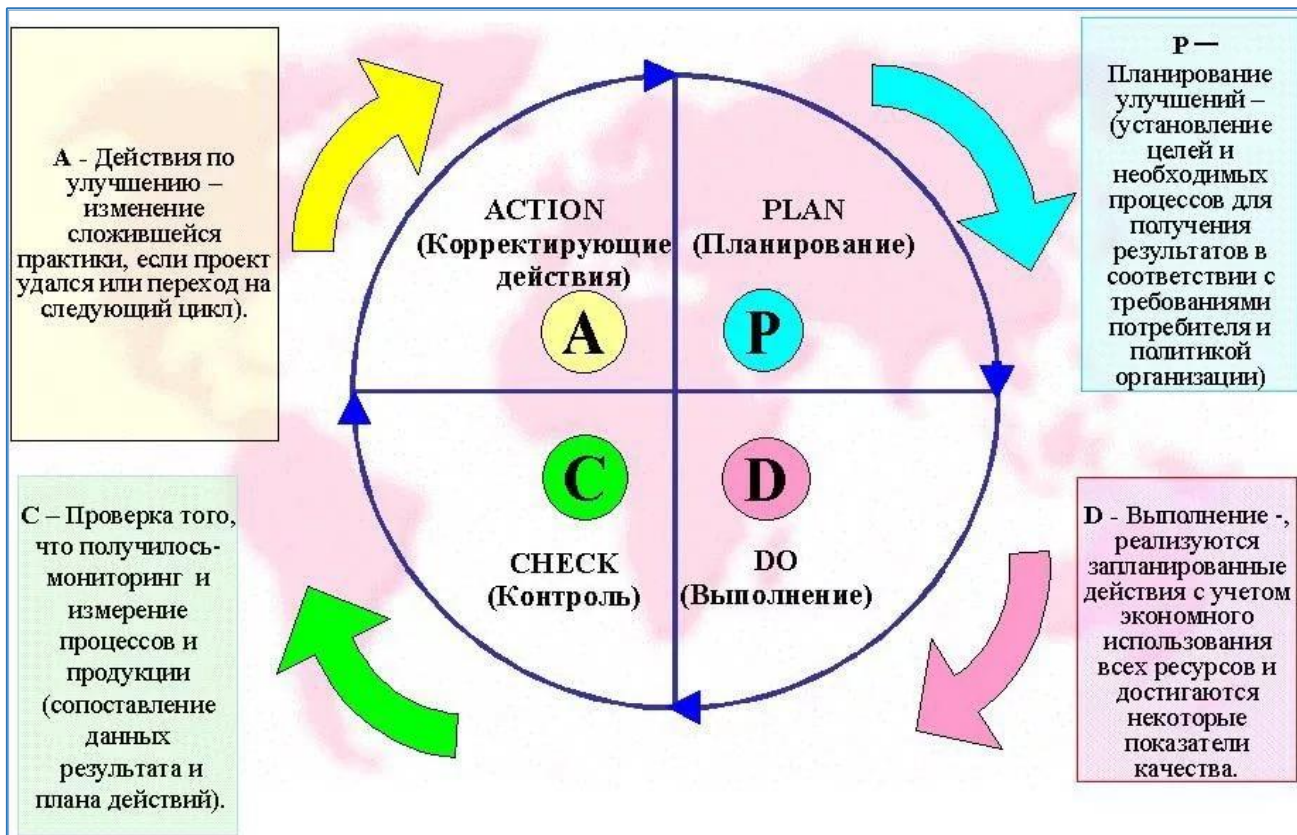 A - Действия по
улучшению –
изменение
сложившейся
практики, если проект
удался или переход на
следующий цикл).
ACTION
(Корректирующие
действия)
A
PLAN
(Планирование)
P
P —
Планирование
улучшений –
(установление
целей и
необходимых
процессов для
получения
результатов в
соответствии с
требованиями
потребителя и
политикой
организации)
C – Проверка того,
что получилось-
мониторинг и
измерение
процессов и
продукции
(сопоставление
данных
результата и
плана действий).
C
CHECK
(Контроль)
D
DO
(Выполнение)
D - Выполнение -,
реализуются
запланированные
действия с учетом
экономного
использования
всех ресурсов и
достигаются
некоторые
показатели
качества.